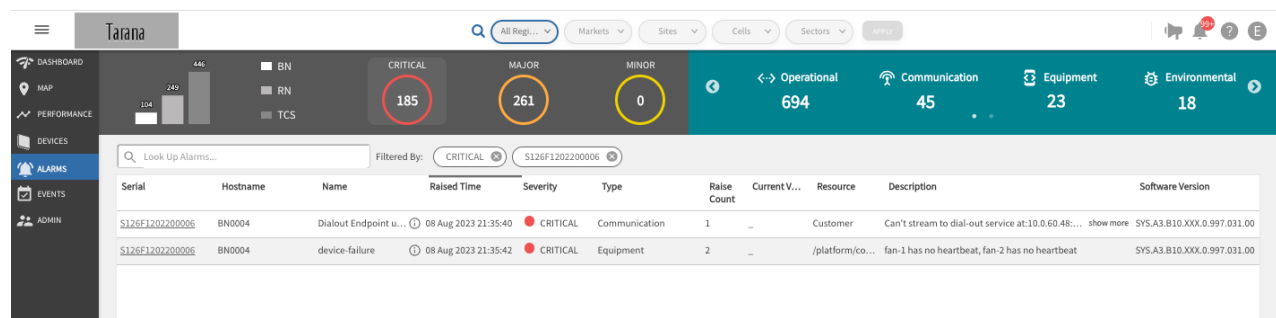 Tarana
All Regi...
Markets
Sites
Cells
Sectors
APPLY
99+
?
E
DASHBOARD
MAP
PERFORMANCE
DEVICES
ALARMS
EVENTS
ADMIN
104
249
446
BN
RN
TCS
CRITICAL
185
MAJOR
261
MINOR
0
Operational
694
Communication
45
Equipment
23
Environmental
18
Look Up Alarms...
Filtered By: CRITICAL S126F1202200006
Serial Hostname Name Raised Time Severity Type Raise Count Current V... Resource Description Software Version
S126F1202200006 BN0004 Dialout Endpoint u... 08 Aug 2023 21:35:40 CRITICAL Communication 1 _ Customer Can't stream to dial-out service at:10.0.60.48:... show more SYS.A3.B10.XXX.0.997.031.00
S126F1202200006 BN0004 device-failure 08 Aug 2023 21:35:42 CRITICAL Equipment 2 _ /platform/co... fan-1 has no heartbeat, fan-2 has no heartbeat SYS.A3.B10.XXX.0.997.031.00